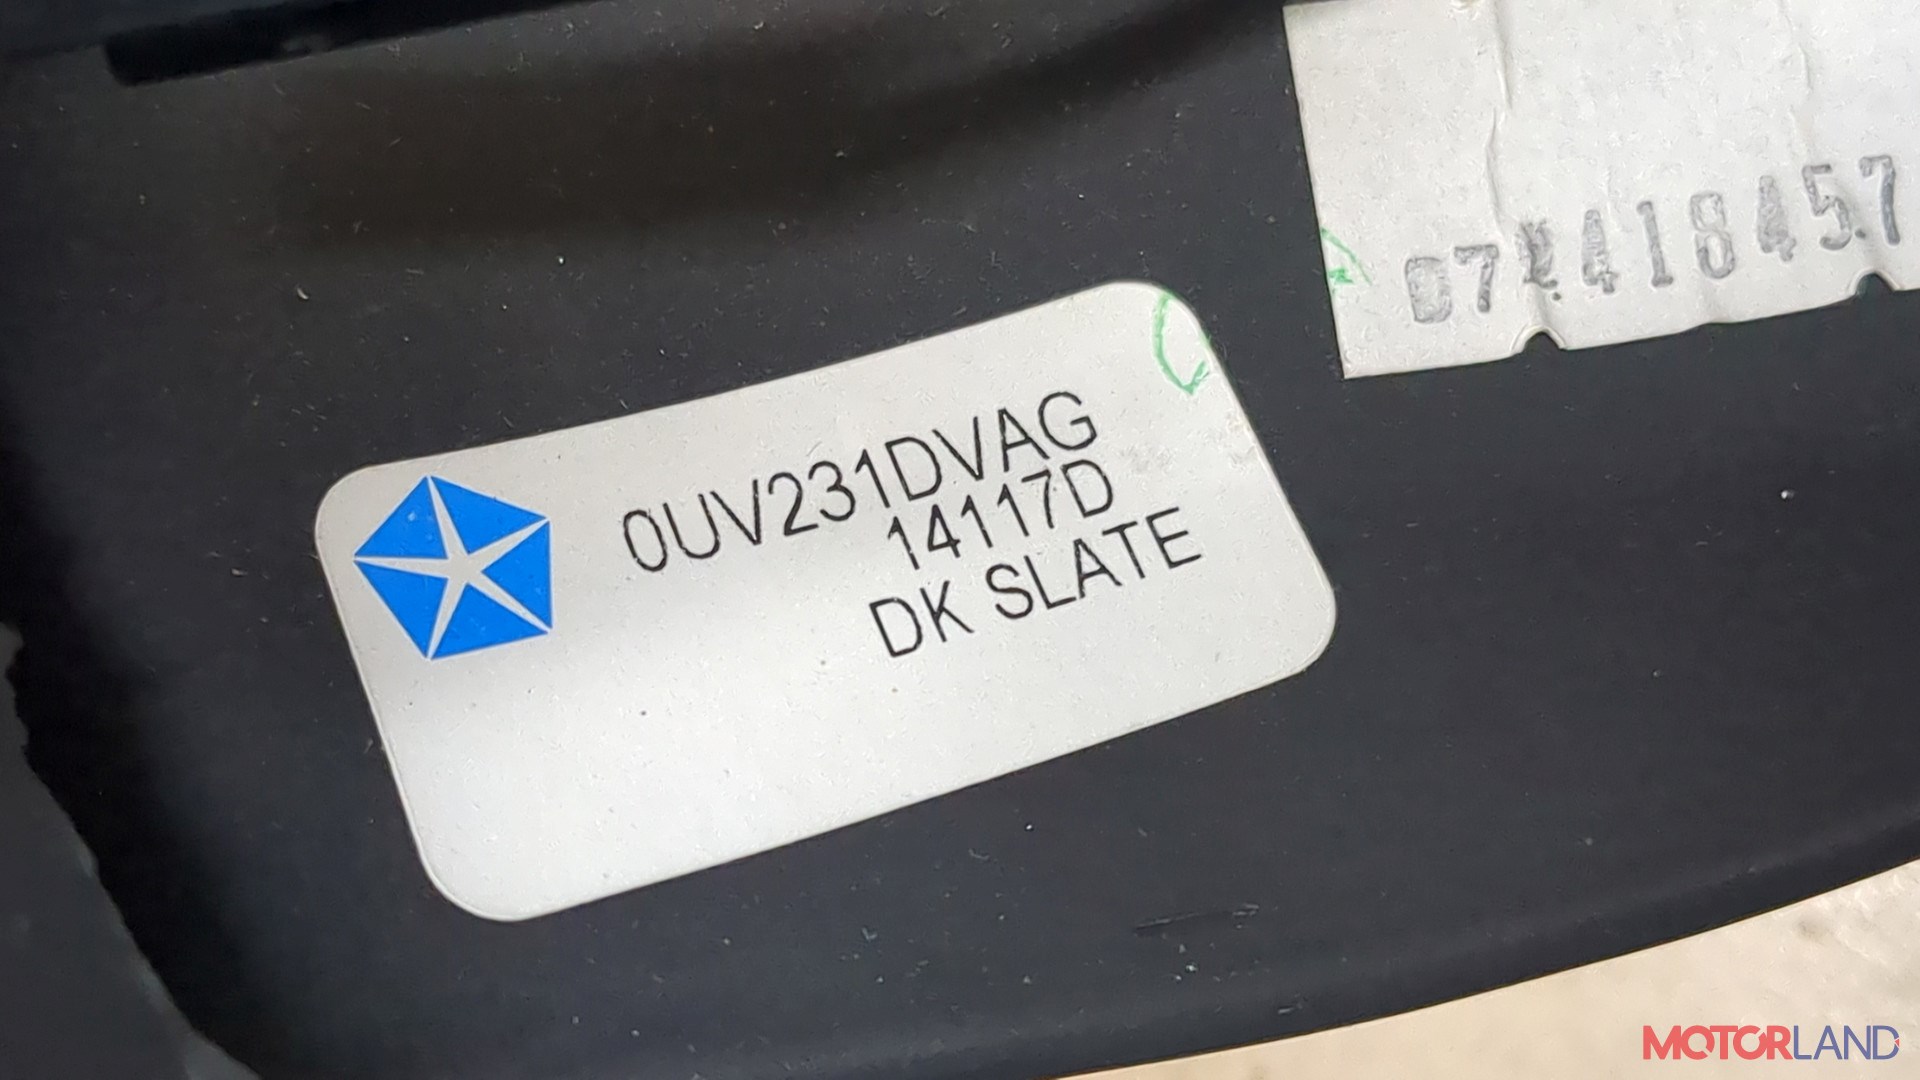 0UV231DVAG
14117D
DK SLATE
MOTORLAND